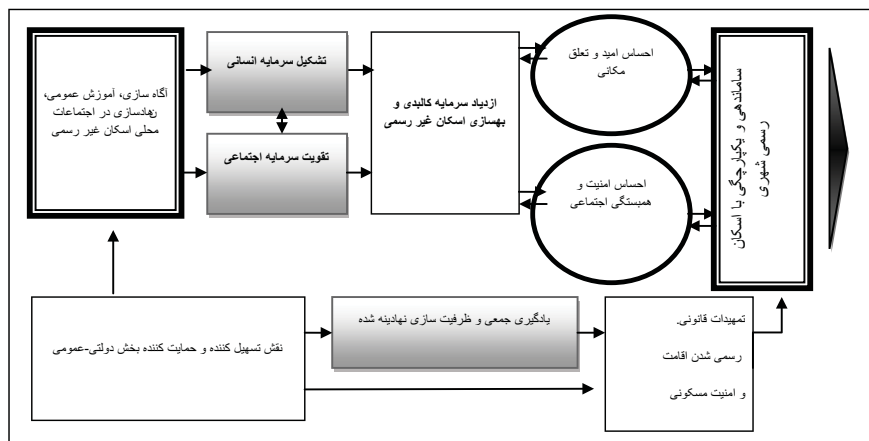 آگاه سازی، آموزش عمومی،
نهادسازی در اجتماعات
محلی اسکان غیر رسمی
تشکیل سرمایه انسانی
تقویت سرمایه اجتماعی
ازدیاد سرمایه کالبدی و
بهسازی اسکان غیر رسمی
احساس امید و تعلق
مکانی
احساس امنیت و
همبستگی اجتماعی
ساماندهی و یکپارچگی با اسکان
رسمی شهری
نقش تسهیل کننده و حمایت کننده بخش دولتی-عمومی
یادگیری جمعی و ظرفیت سازی نهادینه شده
تمهیدات قانونی.
رسمی شدن اقامت
و امنیت مسکونی